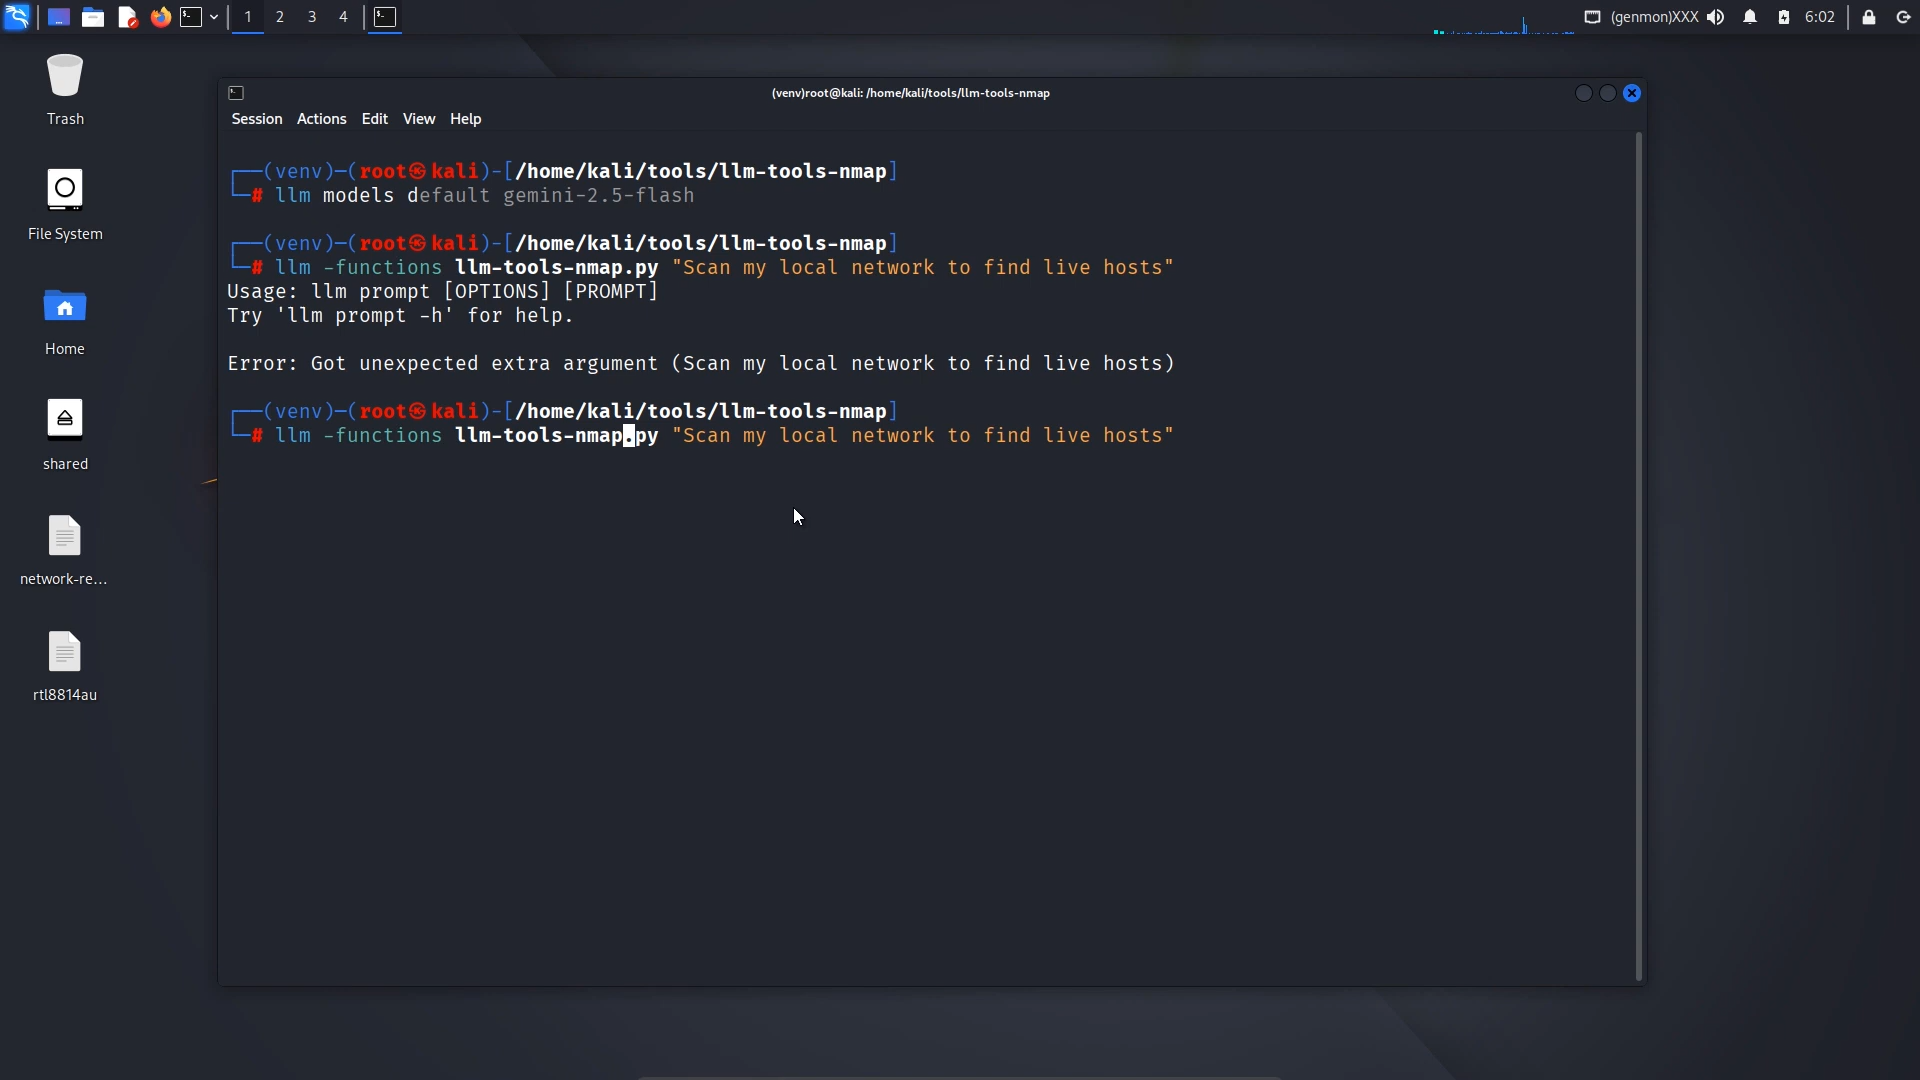 1 2 3 4
(genmon)XXX 6:02
Trash
File System
Home
shared
network-re...
rtl8814au
(venv)root@kali: /home/kali/tools/llm-tools-nmap
Session Actions Edit View Help
┌──(venv)─(root㉿kali)-[/home/kali/tools/llm-tools-nmap]
└─# llm models default gemini-2.5-flash
┌──(venv)─(root㉿kali)-[/home/kali/tools/llm-tools-nmap]
└─# llm -functions llm-tools-nmap.py "Scan my local network to find live hosts"
Usage: llm prompt [OPTIONS] [PROMPT]
Try 'llm prompt -h' for help.
Error: Got unexpected extra argument (Scan my local network to find live hosts)
┌──(venv)─(root㉿kali)-[/home/kali/tools/llm-tools-nmap]
└─# llm -functions llm-tools-nmap.py "Scan my local network to find live hosts"